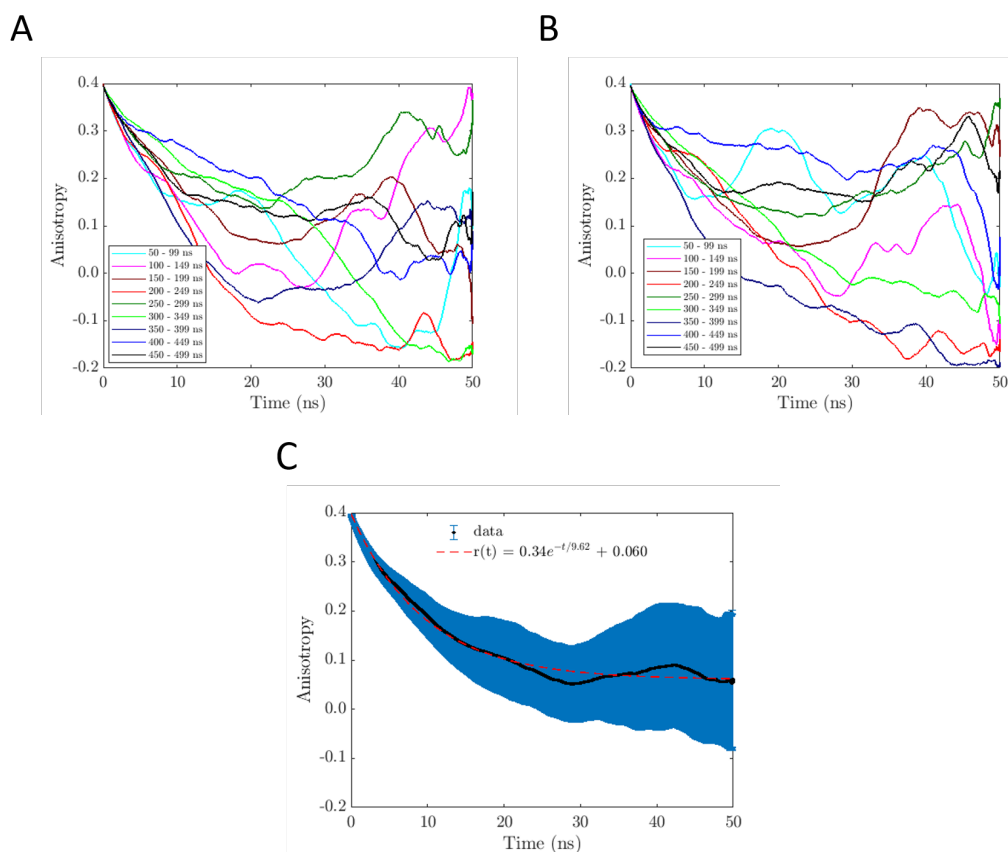 A
B
0.4
0.3
0.2
0.1
0.0
-0.1
-0.2
Anisotropy
50 - 99 ns
100 - 149 ns
150 - 199 ns
200 - 249 ns
250 - 299 ns
300 - 349 ns
350 - 399 ns
400 - 449 ns
450 - 499 ns
0 10 20 30 40 50
Time (ns)
0.4
0.3
0.2
0.1
0.0
-0.1
-0.2
Anisotropy
50 - 99 ns
100 - 149 ns
150 - 199 ns
200 - 249 ns
250 - 299 ns
300 - 349 ns
350 - 399 ns
400 - 449 ns
450 - 499 ns
0 10 20 30 40 50
Time (ns)
C
0.4
0.3
0.2
0.1
0.0
-0.1
-0.2
Anisotropy
data
r(t) = 0.34e^{-t/9.62} + 0.060
0 10 20 30 40 50
Time (ns)